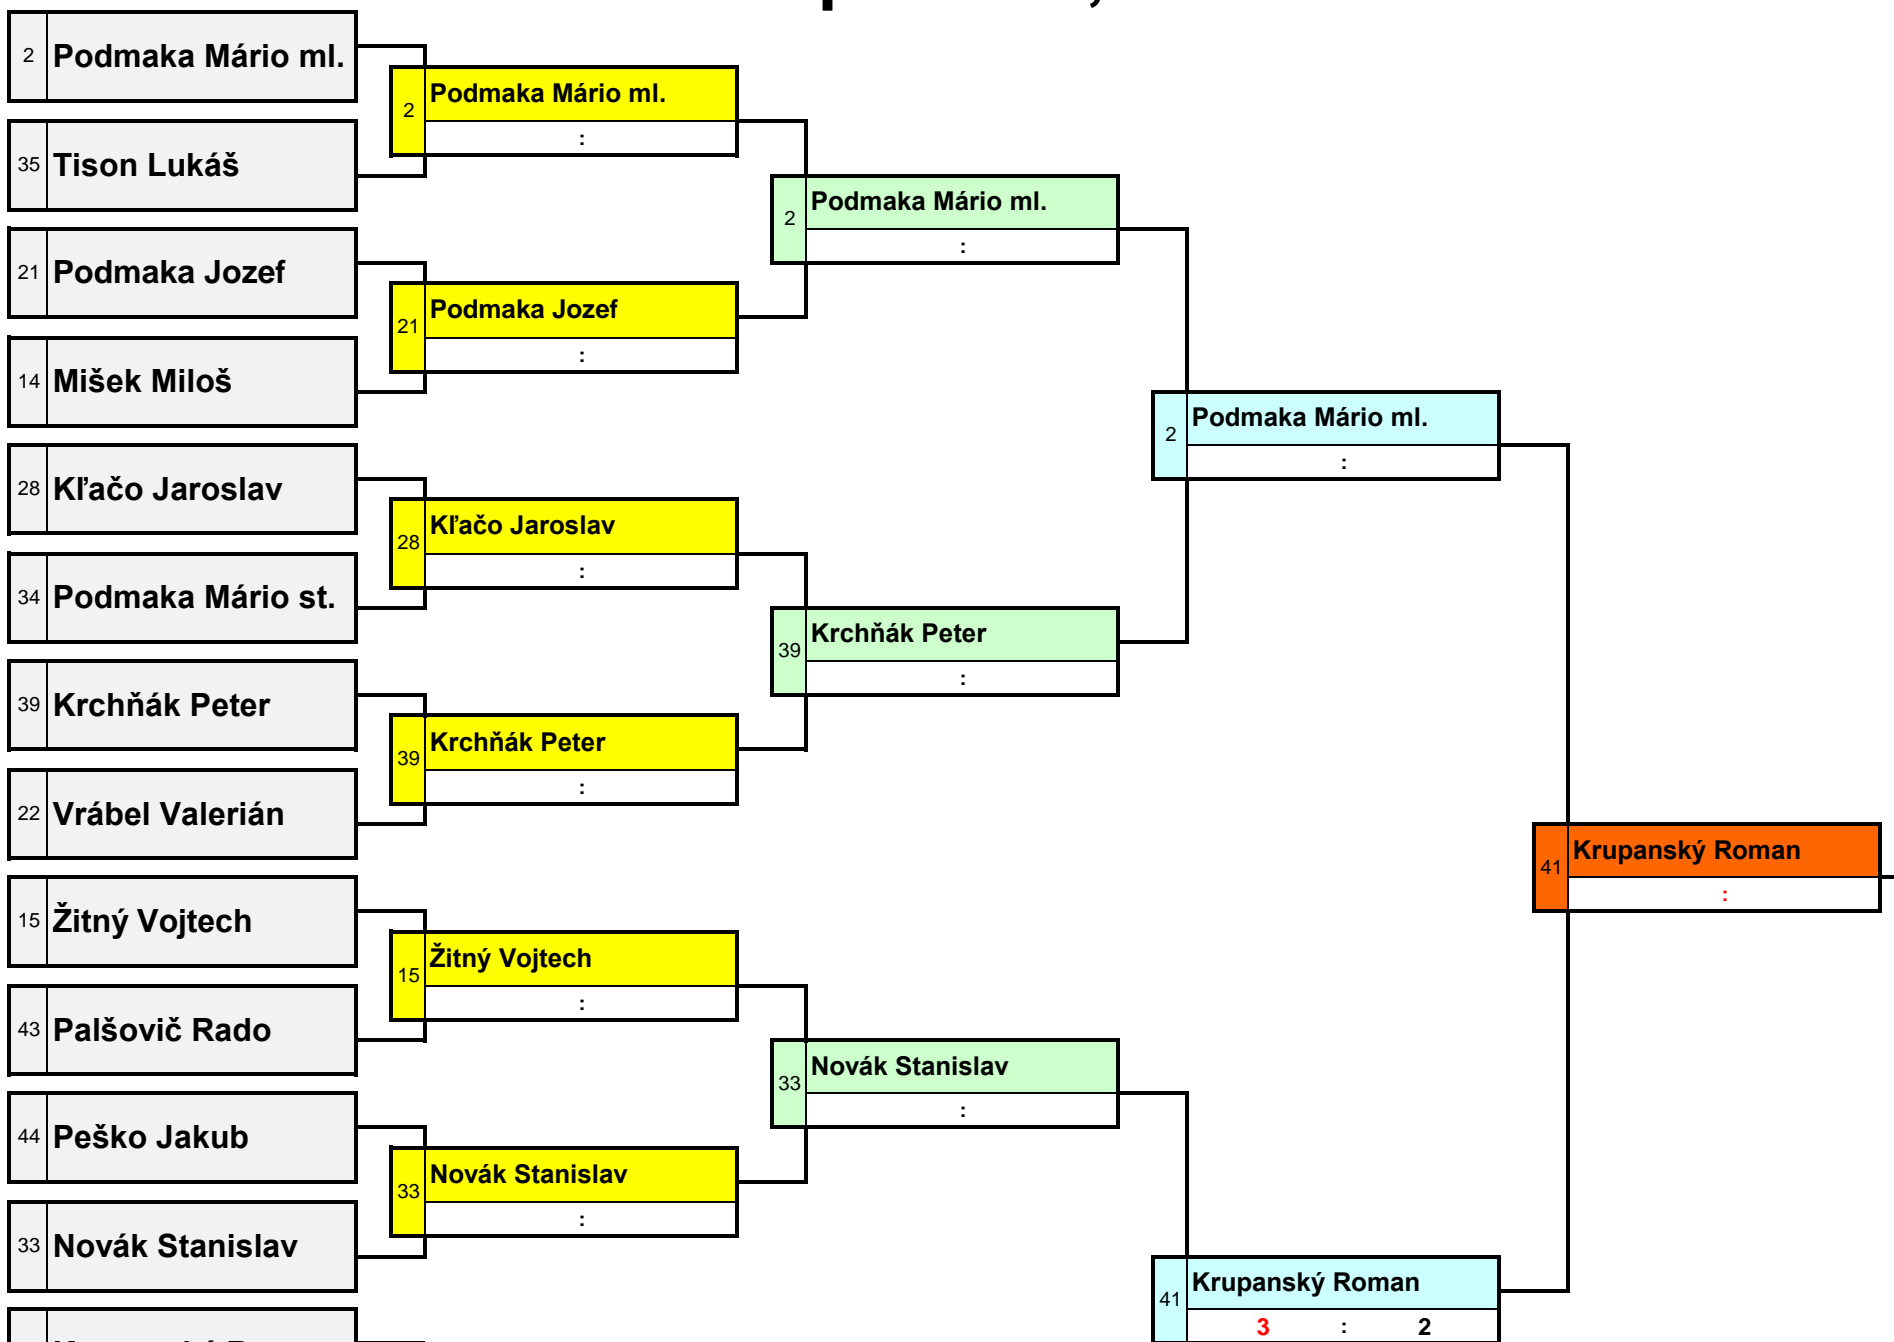 2 Podmaka Mário ml.
35 Tison Lukáš
21 Podmaka Jozef
14 Mišek Miloš
28 Kľačo Jaroslav
34 Podmaka Mário st.
39 Krchňák Peter
22 Vrábel Valerián
15 Žitný Vojtech
43 Palšovič Rado
44 Peško Jakub
33 Novák Stanislav
2 Podmaka Mário ml.
:
21 Podmaka Jozef
:
28 Kľačo Jaroslav
:
39 Krchňák Peter
:
15 Žitný Vojtech
:
33 Novák Stanislav
:
2 Podmaka Mário ml.
:
39 Krchňák Peter
:
33 Novák Stanislav
:
2 Podmaka Mário ml.
:
41 Krupanský Roman
3 : 2
41 Krupanský Roman
: